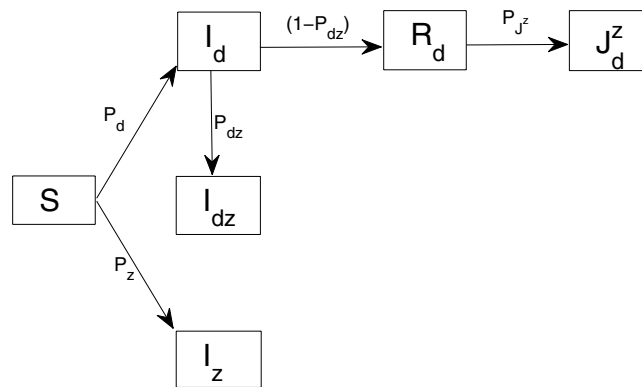 I_d (1−P_dz) R_d P_J^z J_d^z
P_d P_dz
S I_dz
P_z
I_z